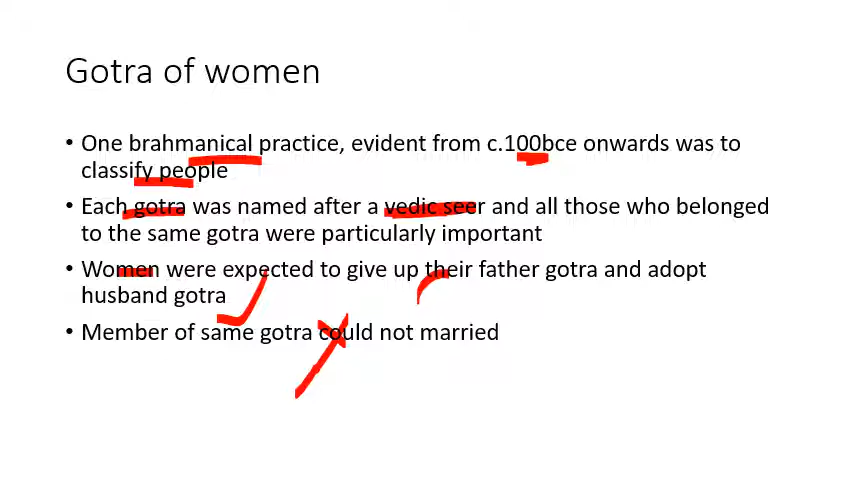 Gotra of women
• One brahmanical practice, evident from c.100bce onwards was to
classify people
• Each gotra was named after a vedic seer and all those who belonged
to the same gotra were particularly important
• Women were expected to give up their father gotra and adopt
husband gotra
• Member of same gotra could not married